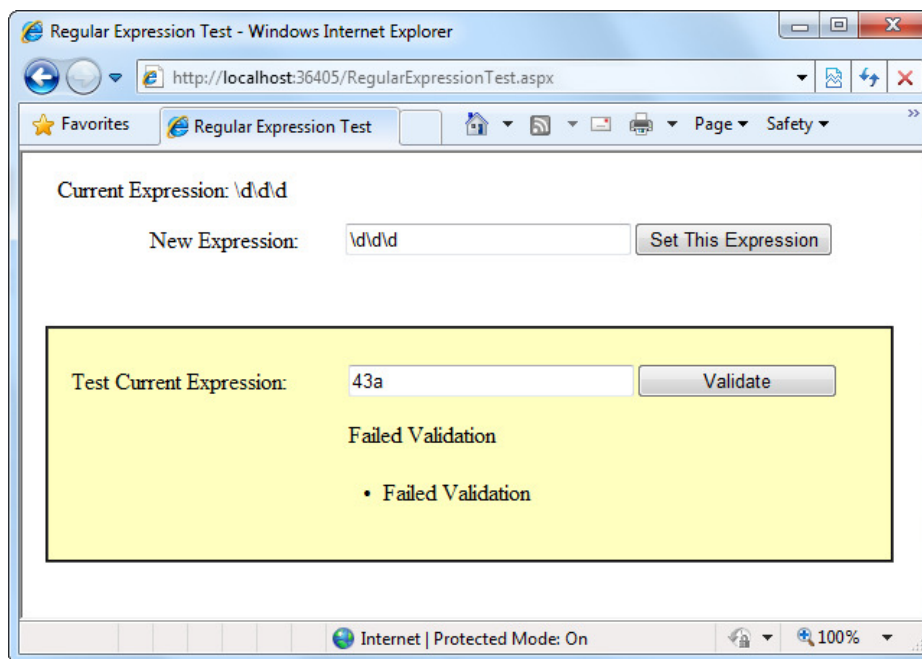 Regular Expression Test - Windows Internet Explorer
http://localhost:36405/RegularExpressionTest.aspx
Favorites Regular Expression Test Page Safety »
Current Expression: \d\d\d
New Expression: \d\d\d Set This Expression
Test Current Expression: 43a Validate
Failed Validation
• Failed Validation
Internet | Protected Mode: On 100%